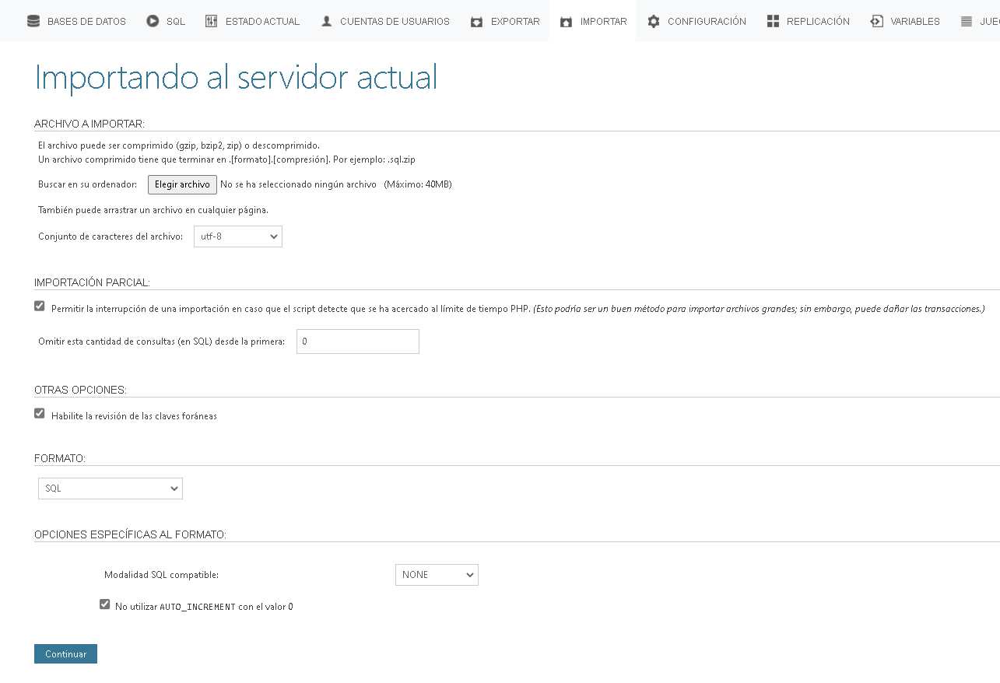 BASES DE DATOS SQL ESTADO ACTUAL CUENTAS DE USUARIOS EXPORTAR IMPORTAR CONFIGURACIÓN REPLICACIÓN VARIABLES
Importando al servidor actual
ARCHIVO A IMPORTAR:
El archivo puede ser comprimido (gzip, bzip2, zip) o descomprimido.
Un archivo comprimido tiene que terminar en .[formato].[compresión]. Por ejemplo: .sql.zip
Buscar en su ordenador: Elegir archivo No se ha seleccionado ningún archivo (Máximo: 40MB)
También puede arrastrar un archivo en cualquier página.
Conjunto de caracteres del archivo: utf-8
IMPORTACIÓN PARCIAL:
Permitir la interrupción de una importación en caso que el script detecte que se ha acercado al límite de tiempo PHP. (Esto podría ser un buen método para importar archivos grandes; sin embargo, puede dañar las transacciones.)
Omitir esta cantidad de consultas (en SQL) desde la primera: 0
OTRAS OPCIONES:
Habilite la revisión de las claves foráneas
FORMATO:
SQL
OPCIONES ESPECÍFICAS AL FORMATO:
Modalidad SQL compatible: NONE
No utilizar AUTO_INCREMENT con el valor 0
Continuar